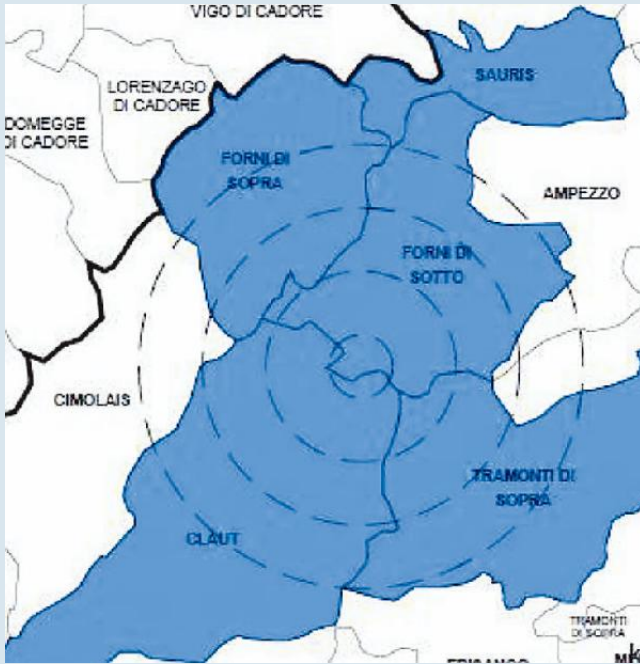 VIGO DI CADORE
SAURIS
LORENZAGO
DI CADORE
DOMEGGE
DI CADORE
FORNI DI
SOPRA
AMPEZZO
FORNI DI
SOTTO
CIMOLAIS
TRAMONTI DI
SOPRA
CLAUT
TRAMONTI
DI SOPRA
FRISANCO